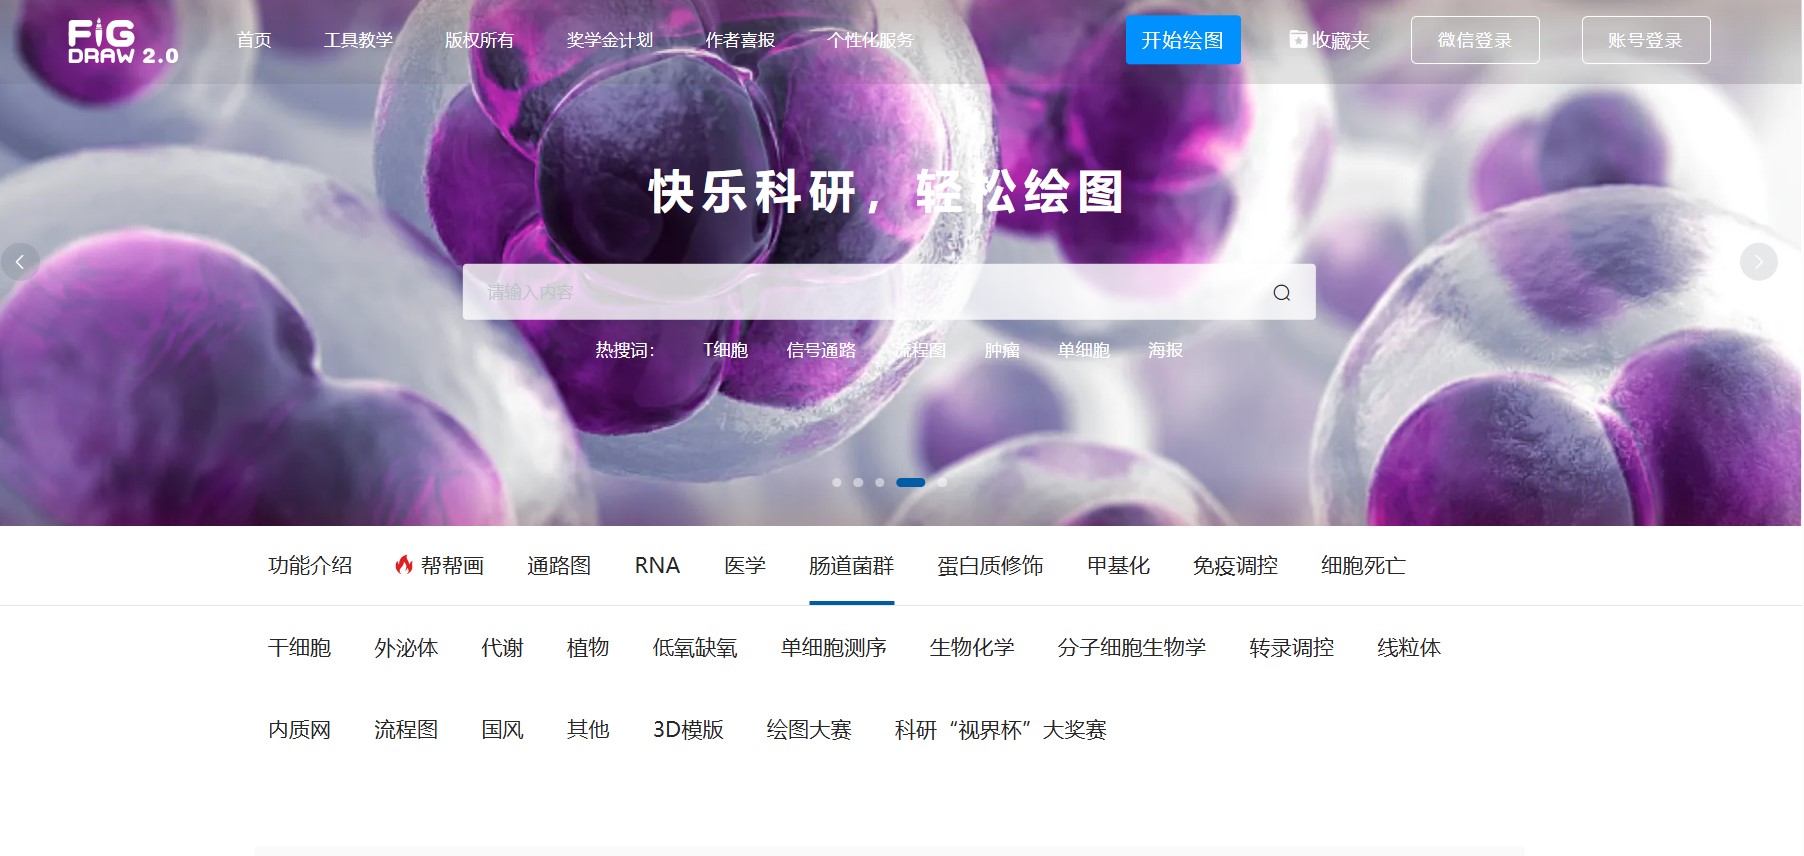 FiG DRAW 2.0
首页 工具教学 版权所有 奖学金计划 作者喜报 个性化服务 开始绘图 收藏夹 微信登录 账号登录
快乐科研，轻松绘图
请输入内容
热搜词： T细胞 信号通路 流程图 肿瘤 单细胞 海报
功能介绍 帮帮画 通路图 RNA 医学 肠道菌群 蛋白质修饰 甲基化 免疫调控 细胞死亡
干细胞 外泌体 代谢 植物 低氧缺氧 单细胞测序 生物化学 分子细胞生物学 转录调控 线粒体
内质网 流程图 国风 其他 3D模版 绘图大赛 科研“视界杯”大奖赛